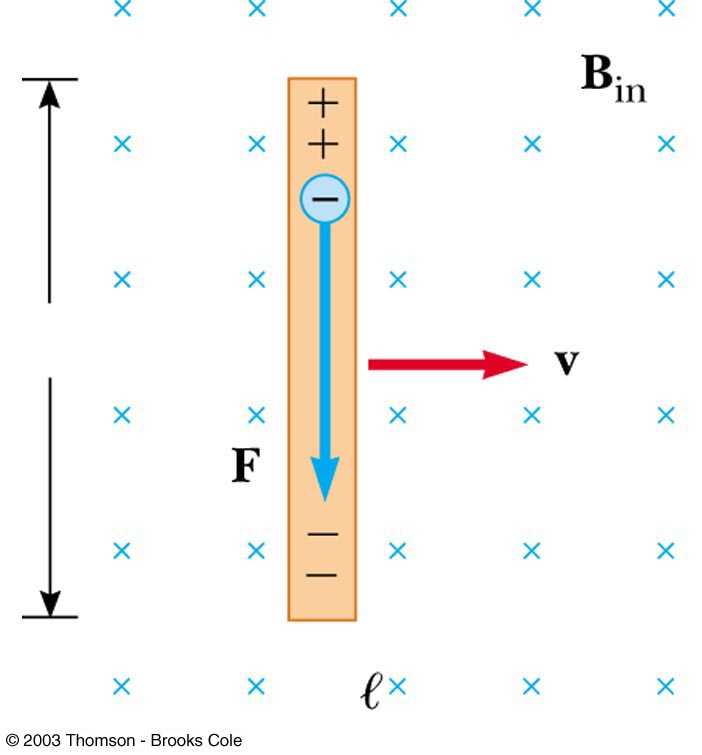 B_in
+
+
−
v
F
−
−
ℓ
© 2003 Thomson - Brooks Cole